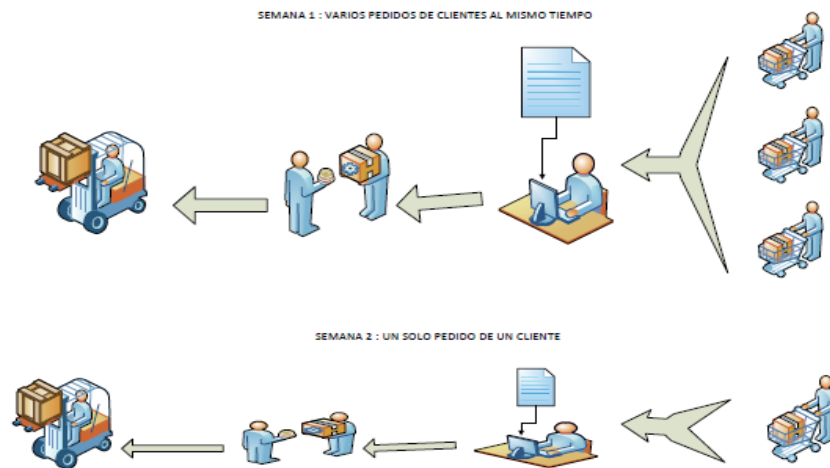 SEMANA 1 : VARIOS PEDIDOS DE CLIENTES AL MISMO TIEMPO
SEMANA 2 : UN SOLO PEDIDO DE UN CLIENTE